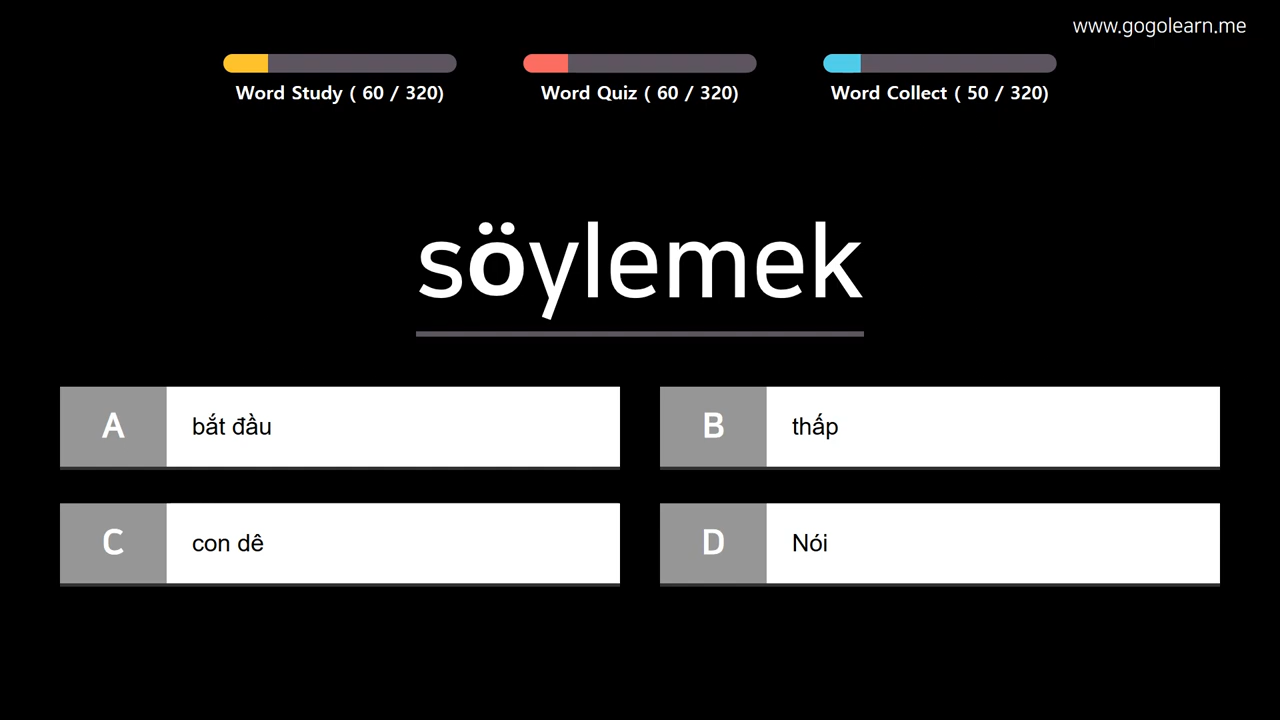 www.gogolearn.me
Word Study ( 60 / 320)
Word Quiz ( 60 / 320)
Word Collect ( 50 / 320)
söylemek
A
bắt đầu
B
thấp
C
con dê
D
Nói